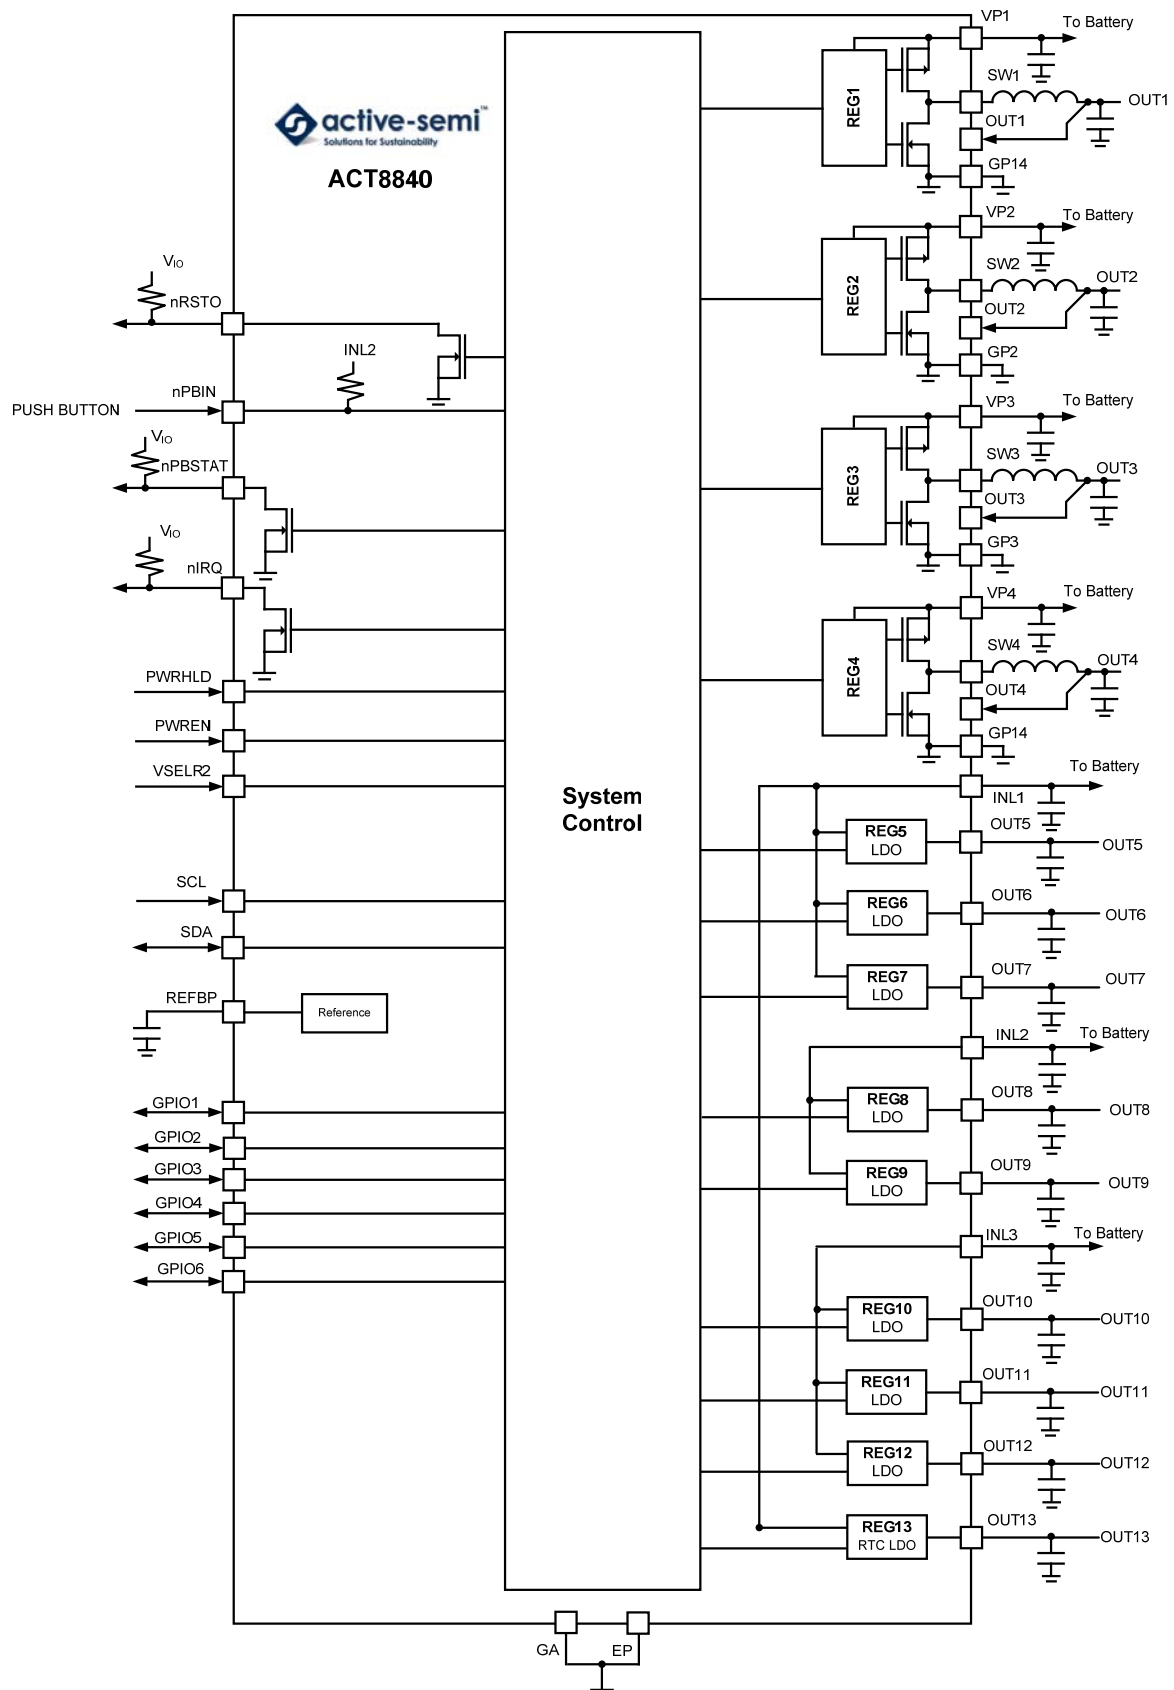 active-semi™
Solutions for Sustainability
ACT8840
System
Control
VIO
nRSTO
INL2
nPBIN
PUSH BUTTON
VIO
nPBSTAT
VIO
nIRQ
PWRHLD
PWREN
VSELR2
SCL
SDA
REFBP
Reference
GPIO1
GPIO2
GPIO3
GPIO4
GPIO5
GPIO6
GA
EP
VP1
To Battery
REG1
SW1
OUT1
OUT1
GP14
VP2
To Battery
REG2
SW2
OUT2
OUT2
GP2
VP3
To Battery
REG3
SW3
OUT3
OUT3
GP3
VP4
To Battery
REG4
SW4
OUT4
OUT4
GP14
To Battery
INL1
REG5
LDO
OUT5
OUT5
REG6
LDO
OUT6
OUT6
REG7
LDO
OUT7
OUT7
INL2
To Battery
REG8
LDO
OUT8
OUT8
REG9
LDO
OUT9
OUT9
INL3
To Battery
REG10
LDO
OUT10
OUT10
REG11
LDO
OUT11
OUT11
REG12
LDO
OUT12
OUT12
REG13
RTC LDO
OUT13
OUT13